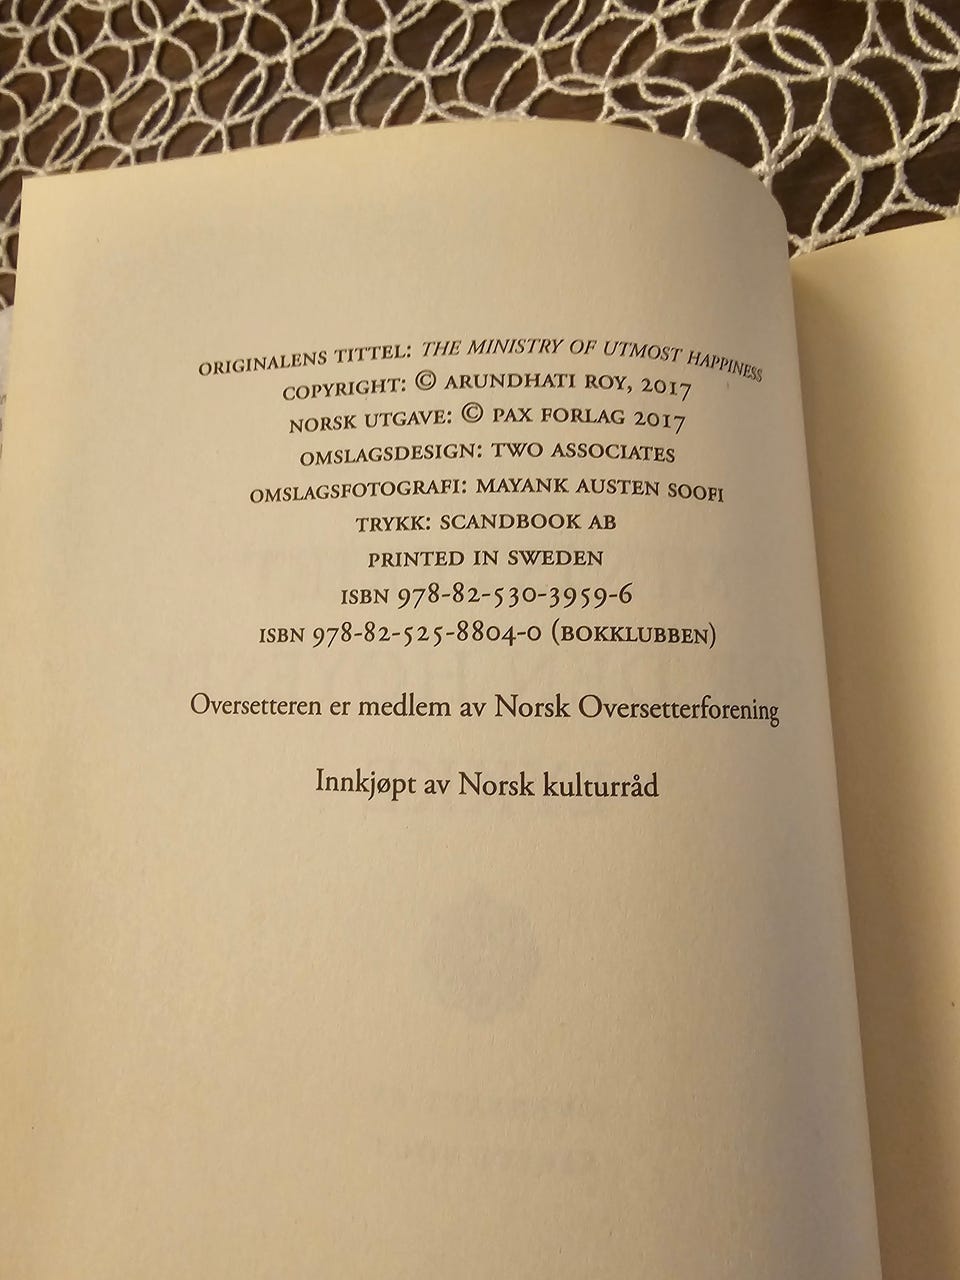 ORIGINALENS TITTEL: THE MINISTRY OF UTMOST HAPPINESS
COPYRIGHT: © ARUNDHATI ROY, 2017
NORSK UTGAVE: © PAX FORLAG 2017
OMSLAGSDESIGN: TWO ASSOCIATES
OMSLAGSFOTOGRAFI: MAYANK AUSTEN SOOFI
TRYKK: SCANDBOOK AB
PRINTED IN SWEDEN
ISBN 978-82-530-3959-6
ISBN 978-82-525-8804-0 (BOKKLUBBEN)
Oversetteren er medlem av Norsk Oversetterforening
Innkjøpt av Norsk kulturråd